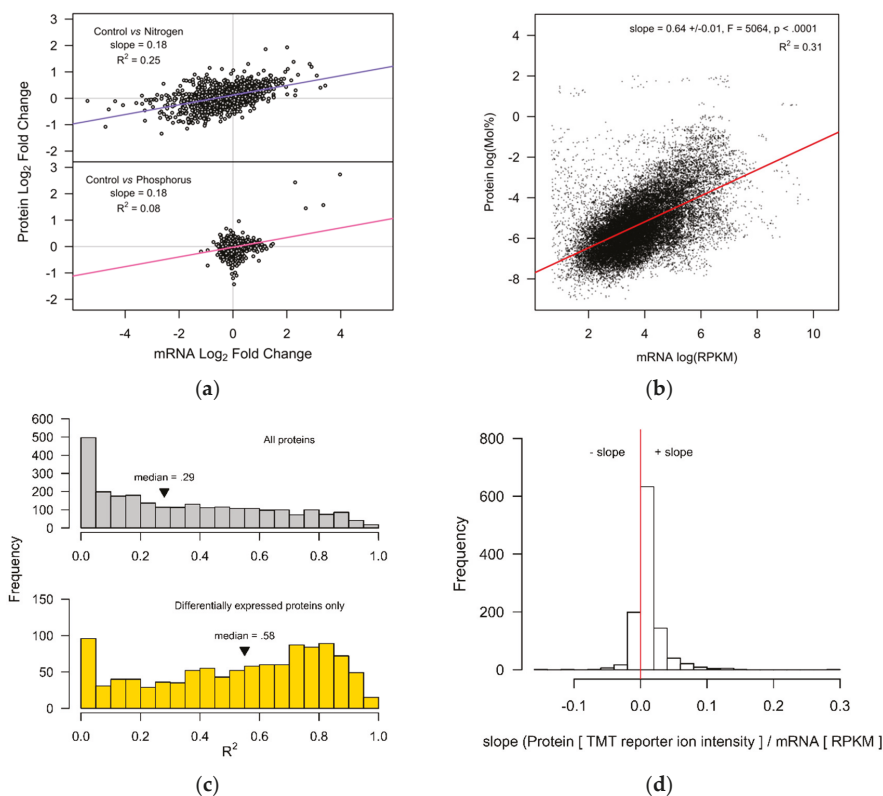 3
2
1
0
-1
-2
Control vs Nitrogen
slope = 0.18
R2 = 0.25
3
2
1
0
-1
-2
Control vs Phosphorus
slope = 0.18
R2 = 0.08
Protein Log2 Fold Change
-4 -2 0 2 4
mRNA Log2 Fold Change
(a)
slope = 0.64 +/-0.01, F = 5064, p < .0001
R2 = 0.31
4
2
0
-2
-4
-6
-8
Protein log(Mol%)
2 4 6 8 10
mRNA log(RPKM)
(b)
600
500
400
300
200
100
0
All proteins
median = .29
0.0 0.2 0.4 0.6 0.8 1.0
Frequency
150
100
50
0
Differentially expressed proteins only
median = .58
0.0 0.2 0.4 0.6 0.8 1.0
R2
(c)
800
600
400
200
0
Frequency
- slope + slope
-0.1 0.0 0.1 0.2 0.3
slope (Protein [ TMT reporter ion intensity ] / mRNA [ RPKM ]
(d)